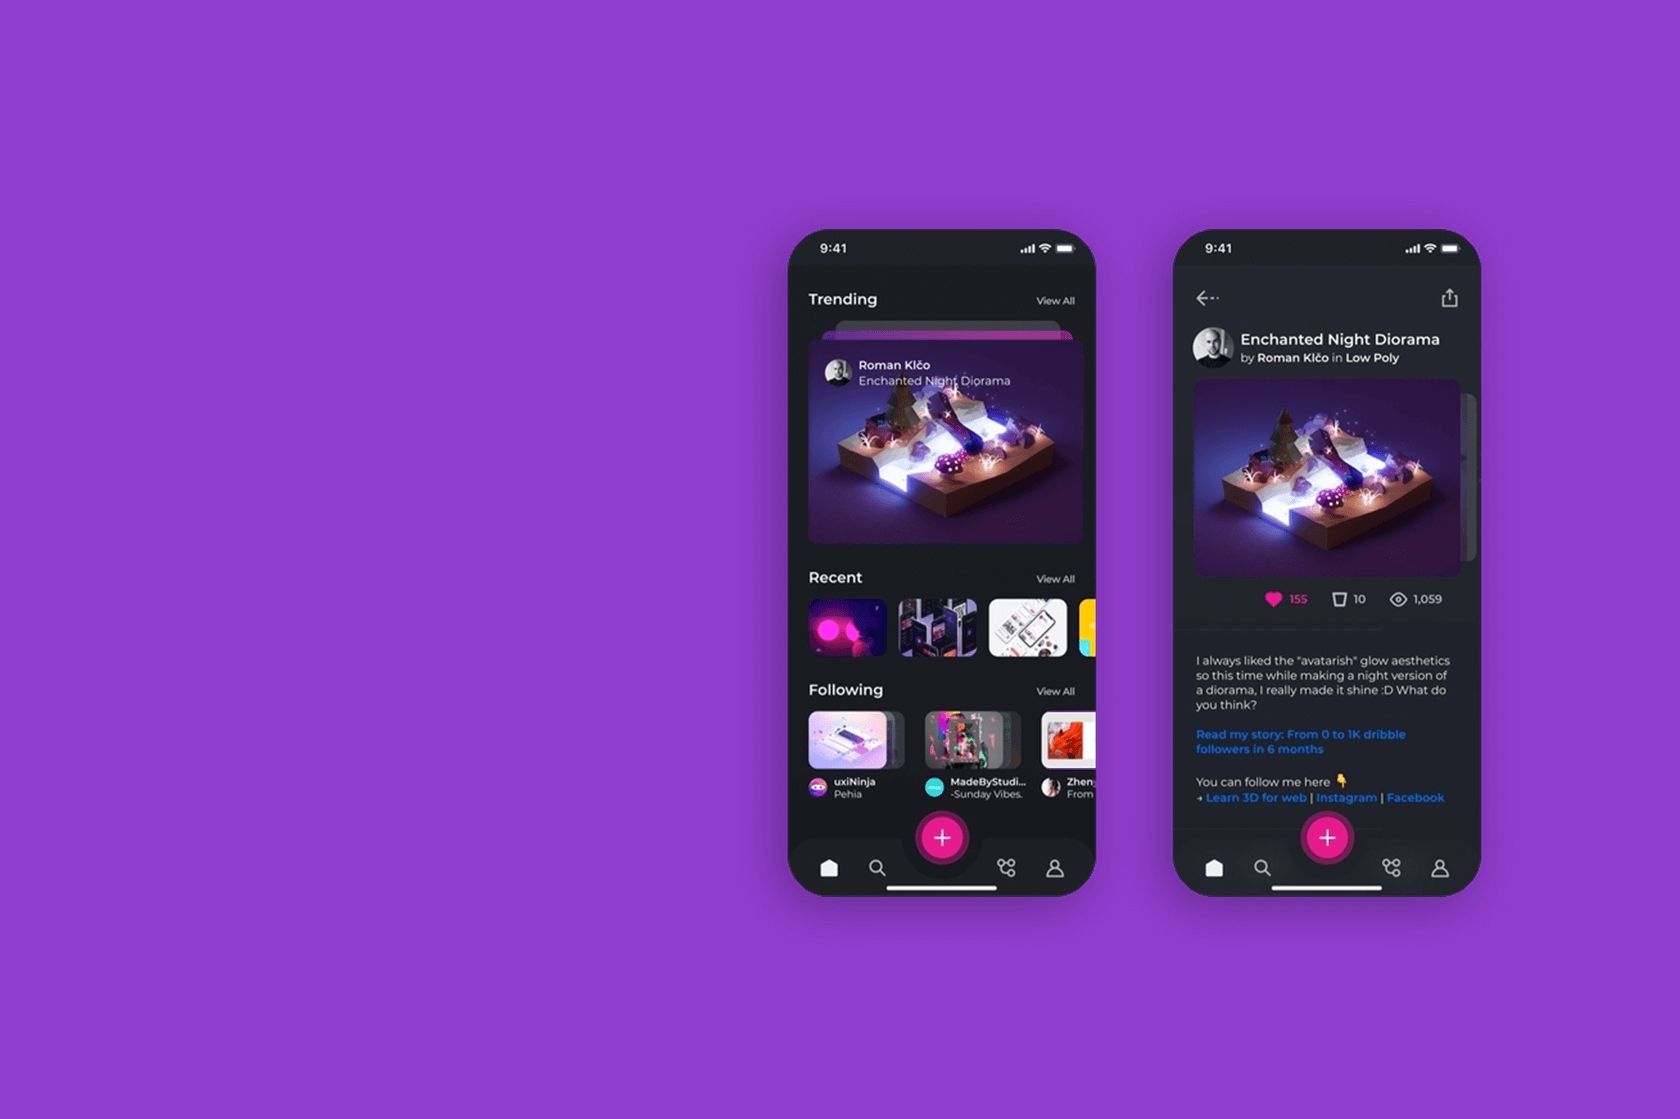 9:41
Trending
View All
Roman Klčo
Enchanted Night Diorama
Recent
View All
Following
View All
uxiNinja
Pehia
MadeByStudi...
-Sunday Vibes.
Zhen
From
9:41
Enchanted Night Diorama
by Roman Klčo in Low Poly
155
10
1,059
I always liked the "avatarish" glow aesthetics
so this time while making a night version of
a diorama, I really made it shine :D What do
you think?
Read my story: From 0 to 1K dribble
followers in 6 months
You can follow me here 👇
→ Learn 3D for web | Instagram | Facebook